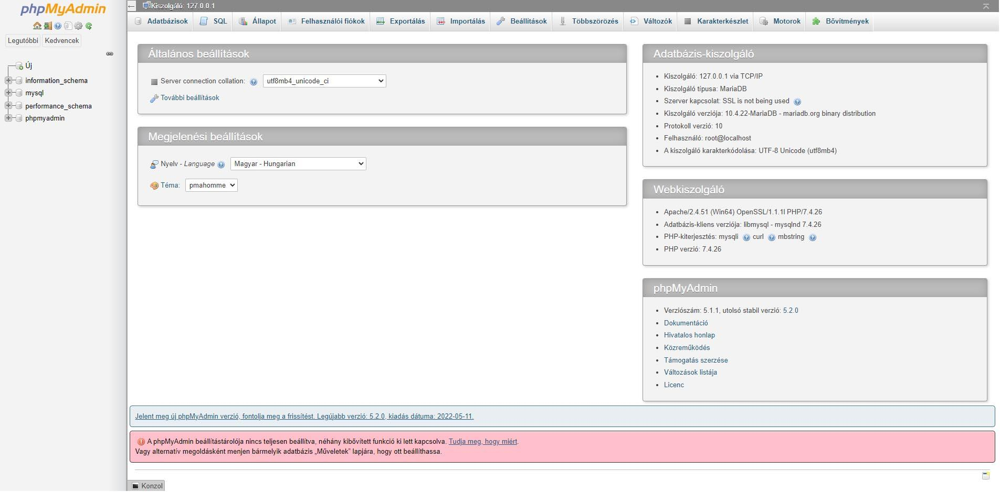 phpMyAdmin
Legutóbbi Kedvencek
Új
information_schema
mysql
performance_schema
phpmyadmin
Kiszolgáló: 127.0.0.1
Adatbázisok SQL Állapot Felhasználói fiókok Exportálás Importálás Beállítások Többszörözés Változók Karakterkészlet Motorok Bővítmények
Általános beállítások
Server connection collation: utf8mb4_unicode_ci
További beállítások
Megjelenési beállítások
Nyelv - Language Magyar - Hungarian
Téma: pmahomme
Adatbázis-kiszolgáló
Kiszolgáló: 127.0.0.1 via TCP/IP
Kiszolgáló típusa: MariaDB
Szerver kapcsolat: SSL is not being used
Kiszolgáló verziója: 10.4.22-MariaDB - mariadb.org binary distribution
Protokoll verzió: 10
Felhasználó: root@localhost
A kiszolgáló karakterkódolása: UTF-8 Unicode (utf8mb4)
Webkiszolgáló
Apache/2.4.51 (Win64) OpenSSL/1.1.1l PHP/7.4.26
Adatbázis-kliens verziója: libmysql - mysqlnd 7.4.26
PHP-kiterjesztés: mysqli curl mbstring
PHP verzió: 7.4.26
phpMyAdmin
Verziószám: 5.1.1, utolsó stabil verzió: 5.2.0
Dokumentáció
Hivatalos honlap
Közreműködés
Támogatás szerzése
Változások listája
Licenc
Jelent meg új phpMyAdmin verzió, fontolja meg a frissítést. Legújabb verzió: 5.2.0, kiadás dátuma: 2022-05-11.
A phpMyAdmin beállítástárolója nincs teljesen beállítva, néhány kibővített funkció ki lett kapcsolva. Tudja meg, hogy miért.
Vagy alternatív megoldásként menjen bármelyik adatbázis „Műveletek” lapjára, hogy ott beállíthassa.
Konzol